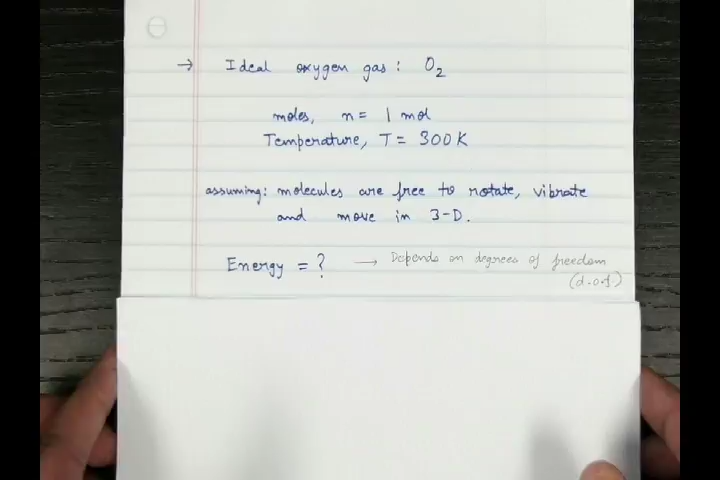 → Ideal oxygen gas: O₂
moles, n = 1 mol
Temperature, T = 300 K
assuming: molecules are free to rotate, vibrate
and move in 3-D.
Energy = ? → Depends on degrees of freedom
(d.o.f.)